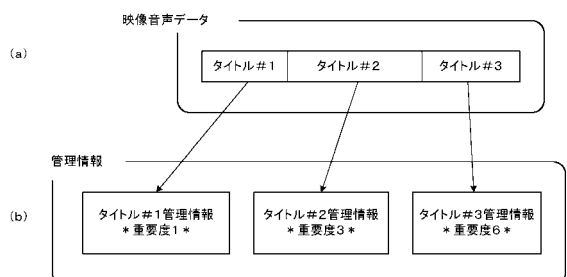 映像音声データ
(a)
タイトル#1 タイトル#2 タイトル#3
管理情報
(b)
タイトル#1管理情報 タイトル#2管理情報 タイトル#3管理情報
*重要度1* *重要度3* *重要度6*